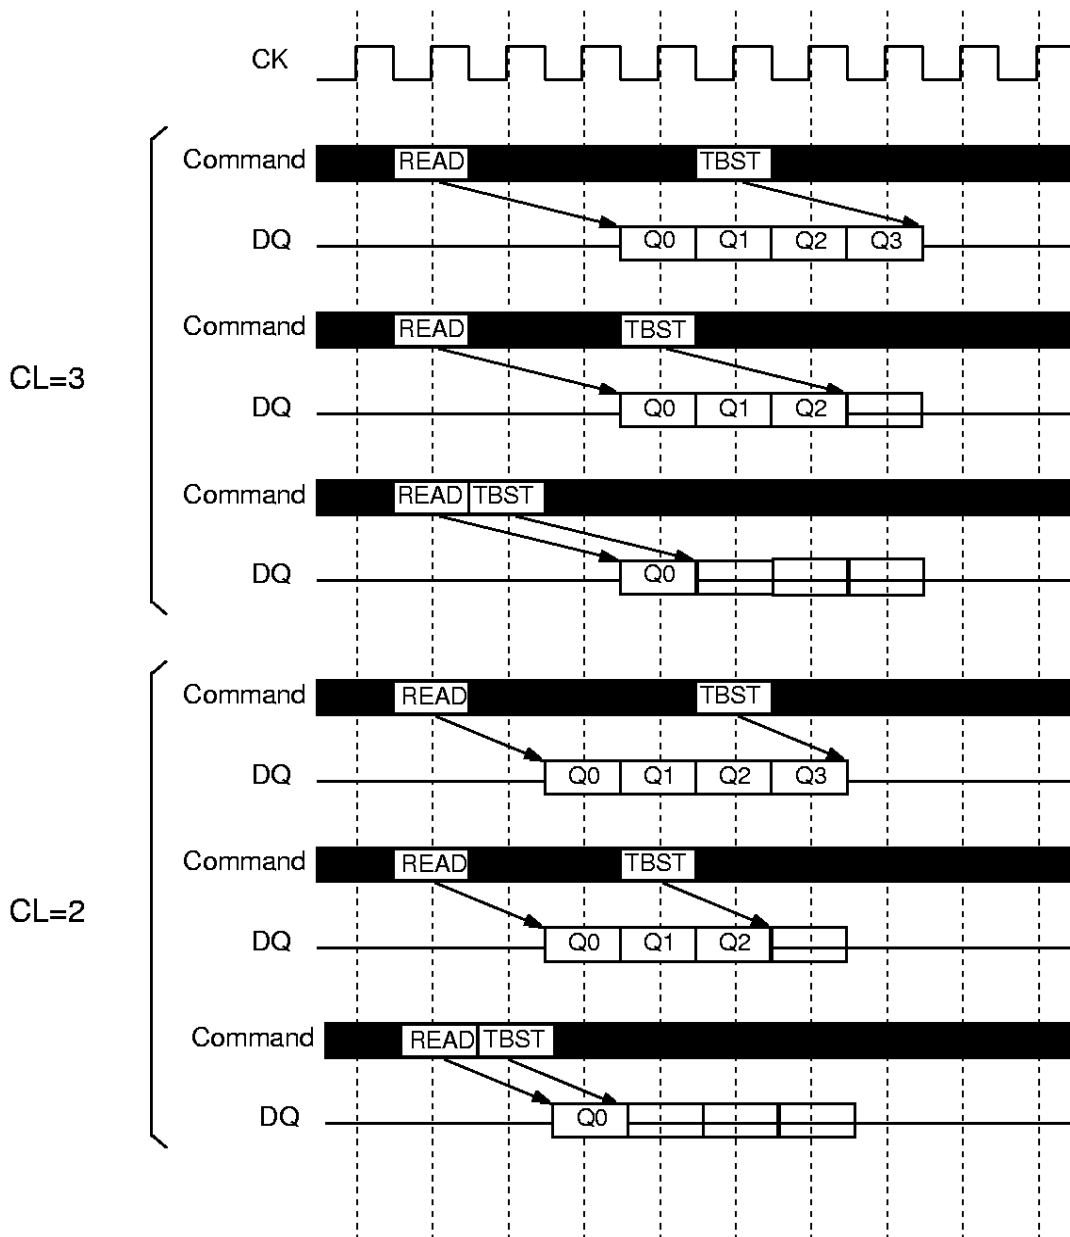 CK
Command READ TBST
DQ Q0 Q1 Q2 Q3
Command READ TBST
CL=3
DQ Q0 Q1 Q2
Command READ TBST
DQ Q0
Command READ TBST
DQ Q0 Q1 Q2 Q3
Command READ TBST
CL=2
DQ Q0 Q1 Q2
Command READ TBST
DQ Q0